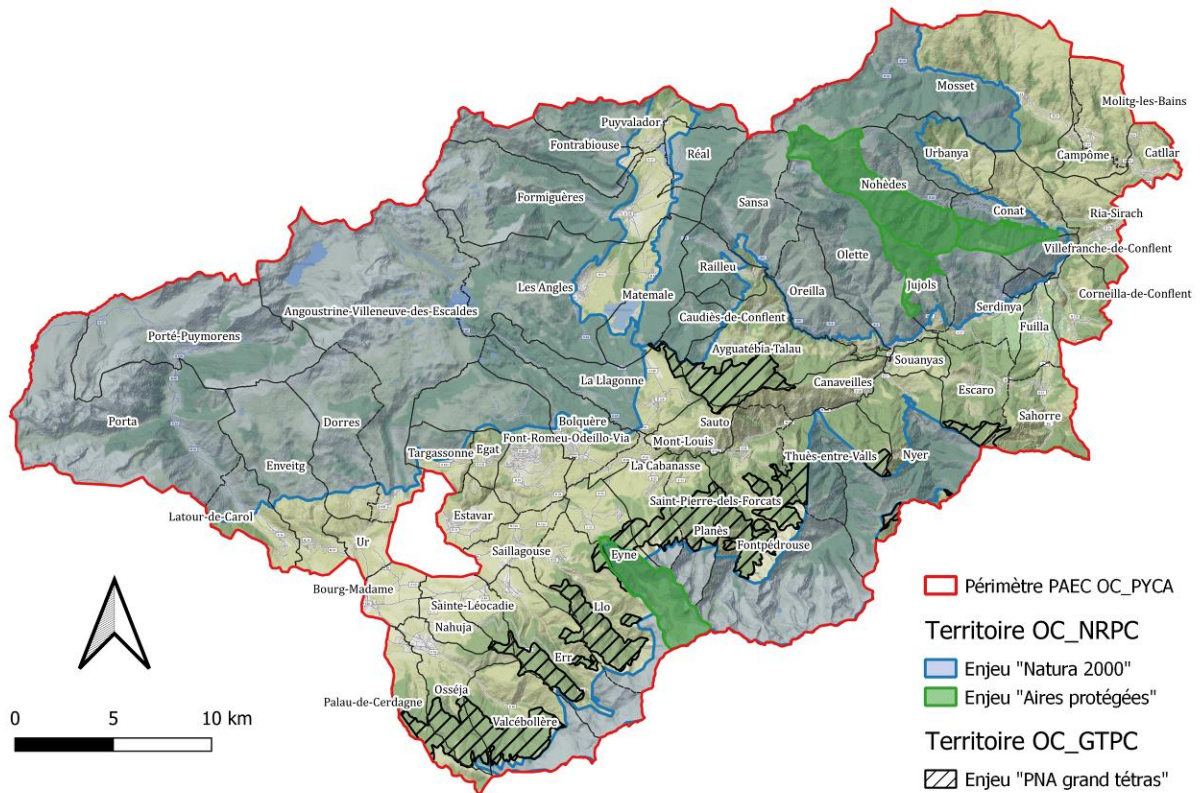 Mosset
Molitg-les-Bains
Puyvalador
Fontrabiouse
Réal
Urbanya
Campôme
Catllar
Formiguères
Nohèdes
Sansa
Conat
Ria-Sirach
Villefranche-de-Conflent
Olette
Railleu
Les Angles
Matemale
Jujols
Corneilla-de-Conflent
Oreilla
Serdinya
Angoustrine-Villeneuve-des-Escaldes
Caudiès-de-Conflent
Fuilla
Porté-Puymorens
Ayguatébia-Talau
Souanyas
La Llagonne
Canaveilles
Escaro
Sahorre
Porta
Dorres
Bolquère
Sauto
Font-Romeu-Odeillo-Via
Mont-Louis
Targassonne
Egat
Thuès-entre-Valls
Nyer
Enveitg
La Cabanasse
Saint-Pierre-dels-Forcats
Latour-de-Carol
Estavar
Planès
Ur
Saillagouse
Eyne
Fontpédrouse
Bourg-Madame
Sainte-Léocadie
Llo
Nahuja
Err
Osséja
Palau-de-Cerdagne
Valcébollère
0 5 10 km
Périmètre PAEC OC_PYCA
Territoire OC_NRPC
Enjeu "Natura 2000"
Enjeu "Aires protégées"
Territoire OC_GTPC
Enjeu "PNA grand tétras"